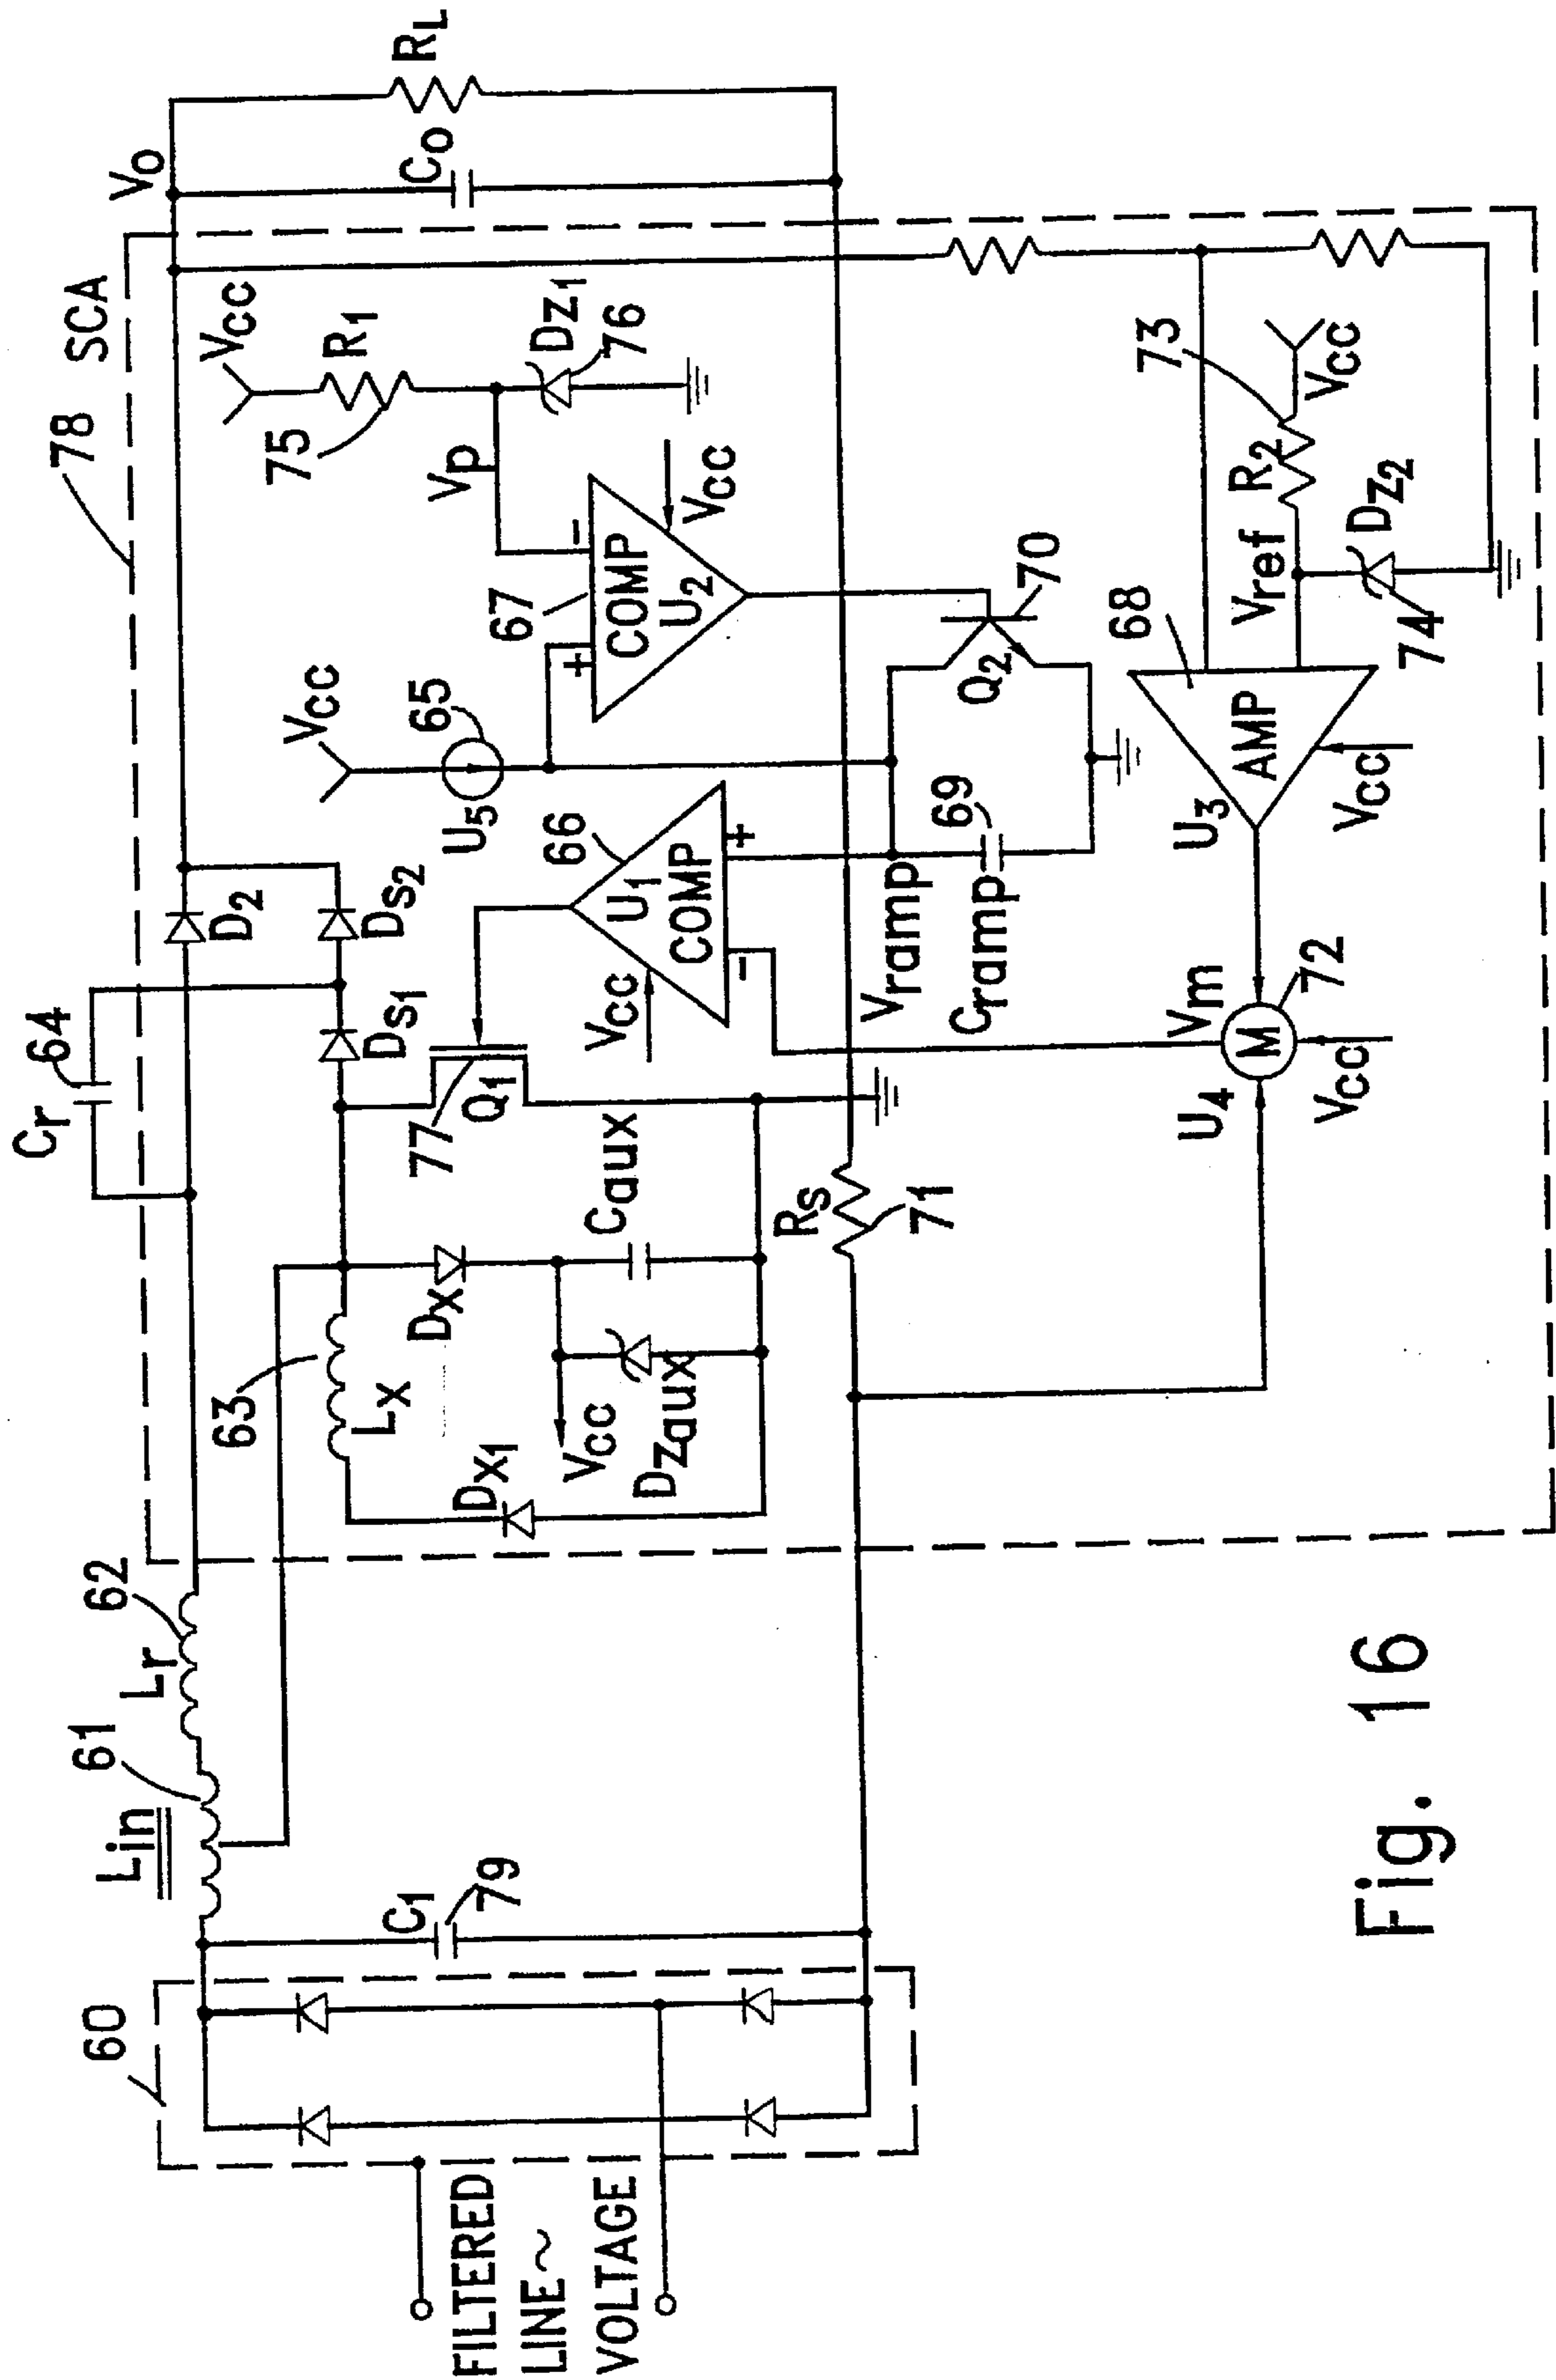 60
FILTERED
LINE~
VOLTAGE
C1
79
Lin
61
Lr
62
78
SCA
Cr
64
63
Lx
Dx1
Dx
Vcc
Dzaux
Caux
77
Q1
Ds1
D2
Ds2
Vo
Co
RL
Vcc
66
U1
COMP
+
-
Vcc
U5
65
67
COMP
U2
+
-
Vcc
Vp
75
R1
Vcc
Dz1
76
Rs
71
Vramp
Cramp
69
Q2
70
U4
M
Vm
72
Vcc
U3
AMP
68
Vcc
Vref
R2
73
Vcc
Dz2
74
Fig. 16